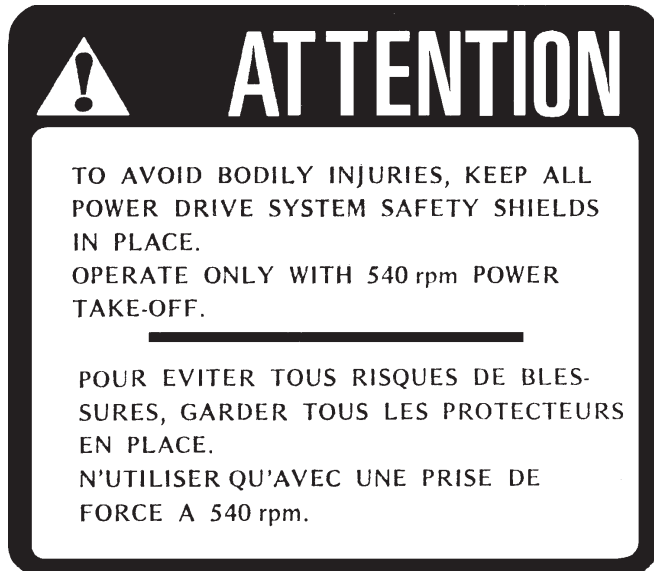 ATTENTION
TO AVOID BODILY INJURIES, KEEP ALL
POWER DRIVE SYSTEM SAFETY SHIELDS
IN PLACE.
OPERATE ONLY WITH 540 rpm POWER
TAKE-OFF.
POUR EVITER TOUS RISQUES DE BLES-
SURES, GARDER TOUS LES PROTECTEURS
EN PLACE.
N'UTILISER QU'AVEC UNE PRISE DE
FORCE A 540 rpm.